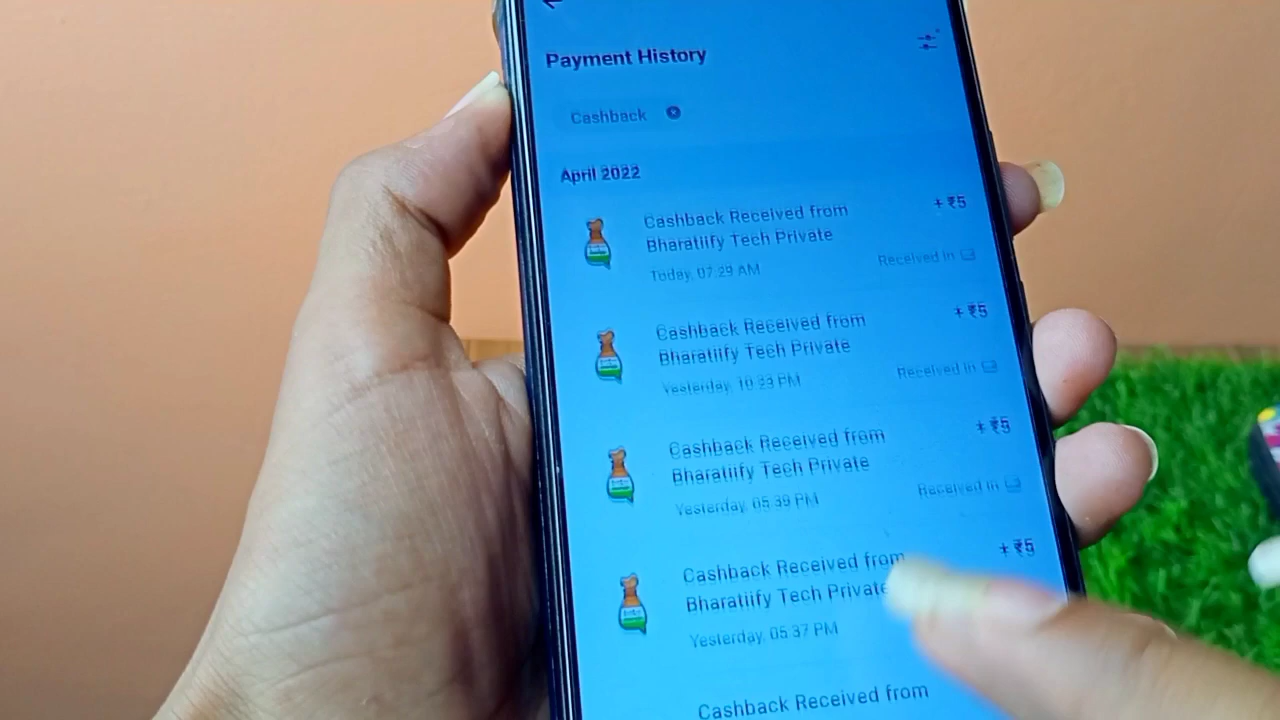 Payment History
Cashback
April 2022
Cashback Received from
+ ₹5
Bharatiify Tech Private
Today, 07:29 AM
Received in
Cashback Received from
+ ₹5
Bharatiify Tech Private
Yesterday, 10:23 PM
Received in
Cashback Received from
+ ₹5
Bharatiify Tech Private
Yesterday, 05:39 PM
Received in
Cashback Received from
+ ₹5
Bharatiify Tech Private
Yesterday, 05:37 PM
Cashback Received from